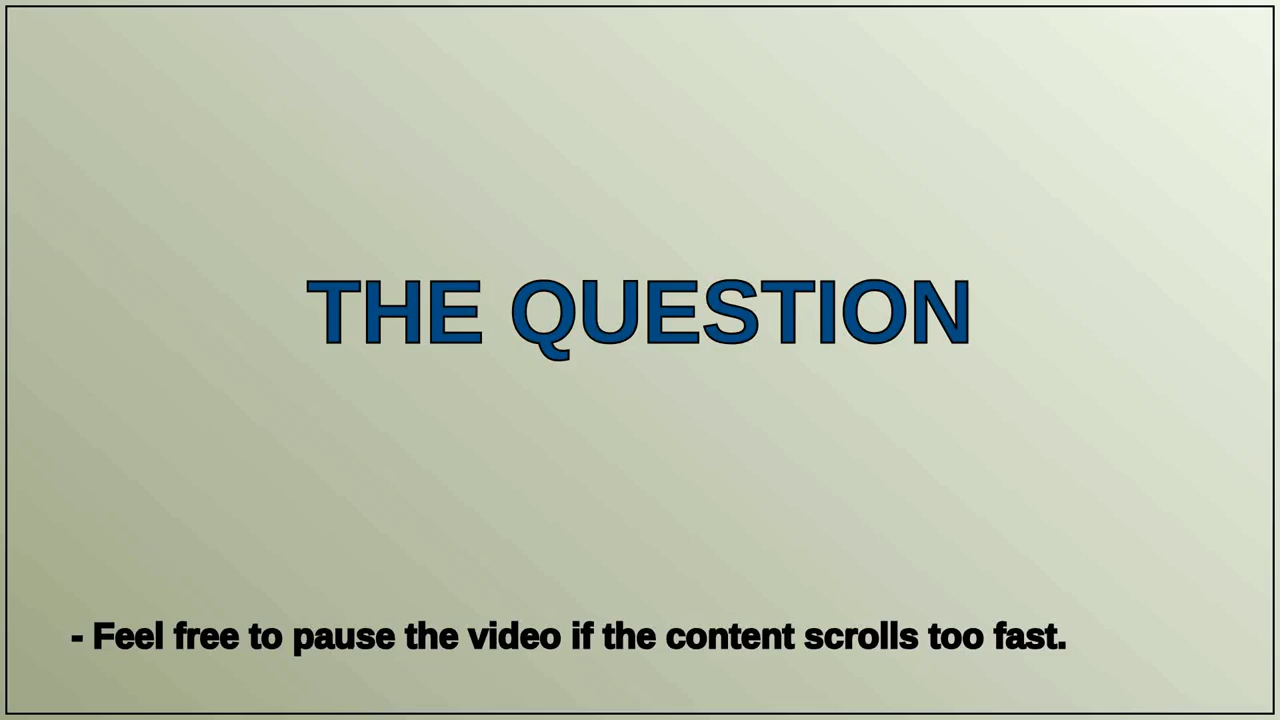 THE QUESTION
- Feel free to pause the video if the content scrolls too fast.